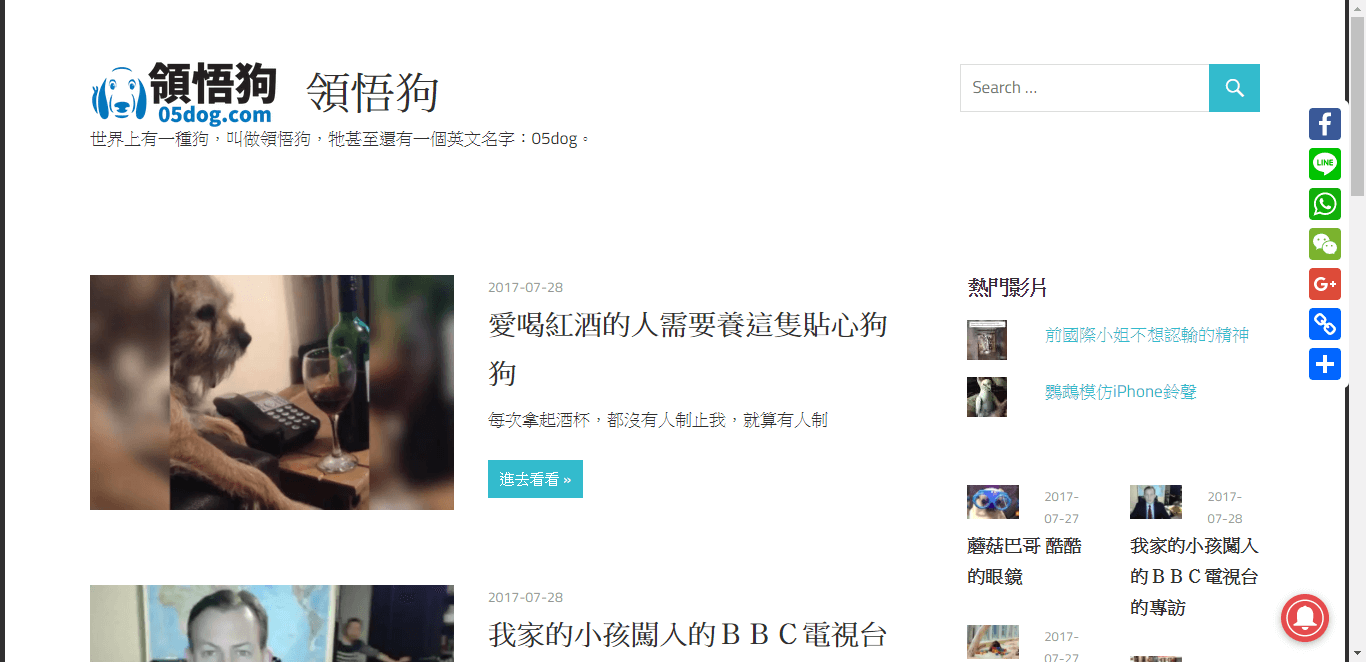 領悟狗
05dog.com
領悟狗
世界上有一種狗，叫做領悟狗，牠甚至還有一個英文名字：05dog。
Search …
LINE
G+
2017-07-28
愛喝紅酒的人需要養這隻貼心狗
狗
每次拿起酒杯，都沒有人制止我，就算有人制
進去看看 »
熱門影片
前國際小姐不想認輸的精神
鸚鵡模仿iPhone鈴聲
2017-
07-27
蘑菇巴哥 酷酷
的眼鏡
2017-
07-28
我家的小孩闖入
的ＢＢＣ電視台
的專訪
2017-07-28
我家的小孩闖入的ＢＢＣ電視台
2017-
07-27